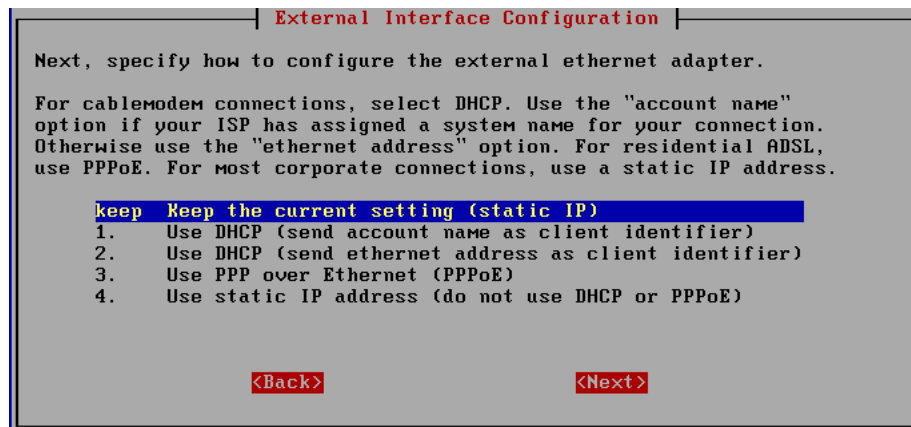 External Interface Configuration
Next, specify how to configure the external ethernet adapter.
For cablemodem connections, select DHCP. Use the "account name"
option if your ISP has assigned a system name for your connection.
Otherwise use the "ethernet address" option. For residential ADSL,
use PPPoE. For most corporate connections, use a static IP address.
keep Keep the current setting (static IP)
1. Use DHCP (send account name as client identifier)
2. Use DHCP (send ethernet address as client identifier)
3. Use PPP over Ethernet (PPPoE)
4. Use static IP address (do not use DHCP or PPPoE)
<Back> <Next>